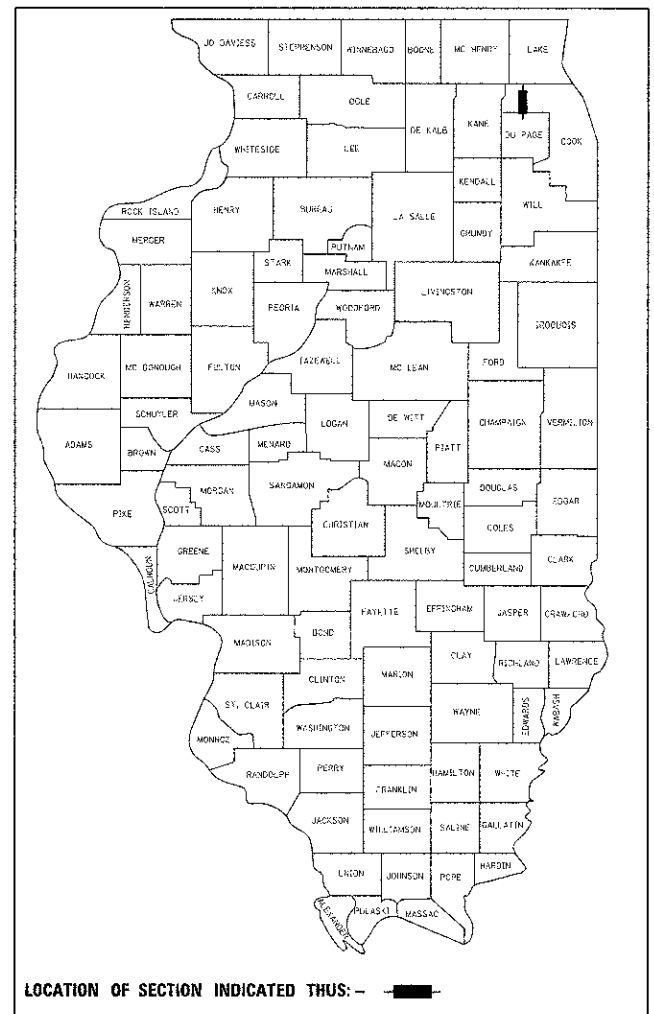 JO DAVIESS STEPHENSON WINNEBAGO BOONE MC HENRY LAKE
CARROLL OGLE DE KALB KANE DU PAGE COOK
WHITESIDE LEE
KENDALL WILL
ROCK ISLAND HENRY BUREAU LA SALLE GRUNDY
MERCER PUTNAM KANKAKEE
STARK MARSHALL
HENDERSON WARREN KNOX PEORIA WOODFORD LIVINGSTON IROQUOIS
HANCOCK MC DONOUGH FULTON TAZEWELL MC LEAN FORD
MASON
SCHUYLER LOGAN DE WITT CHAMPAIGN VERMILION
ADAMS BROWN CASS MENARD PIATT
MACON
MORGAN SANGAMON DOUGLAS
PIKE SCOTT CHRISTIAN MOULTRIE EDGAR
COLES
GREENE SHELBY
CALHOUN MACOUPIN MONTGOMERY CUMBERLAND CLARK
JERSEY
FAYETTE EFFINGHAM JASPER CRAWFORD
MADISON BOND
CLAY RICHLAND LAWRENCE
CLINTON MARION
ST. CLAIR WAYNE EDWARDS WABASH
WASHINGTON JEFFERSON
MONROE
RANDOLPH PERRY HAMILTON WHITE
FRANKLIN
JACKSON WILLIAMSON SALINE GALLATIN
HARDIN
UNION JOHNSON POPE
ALEXANDER PULASKI MASSAC
LOCATION OF SECTION INDICATED THUS: -